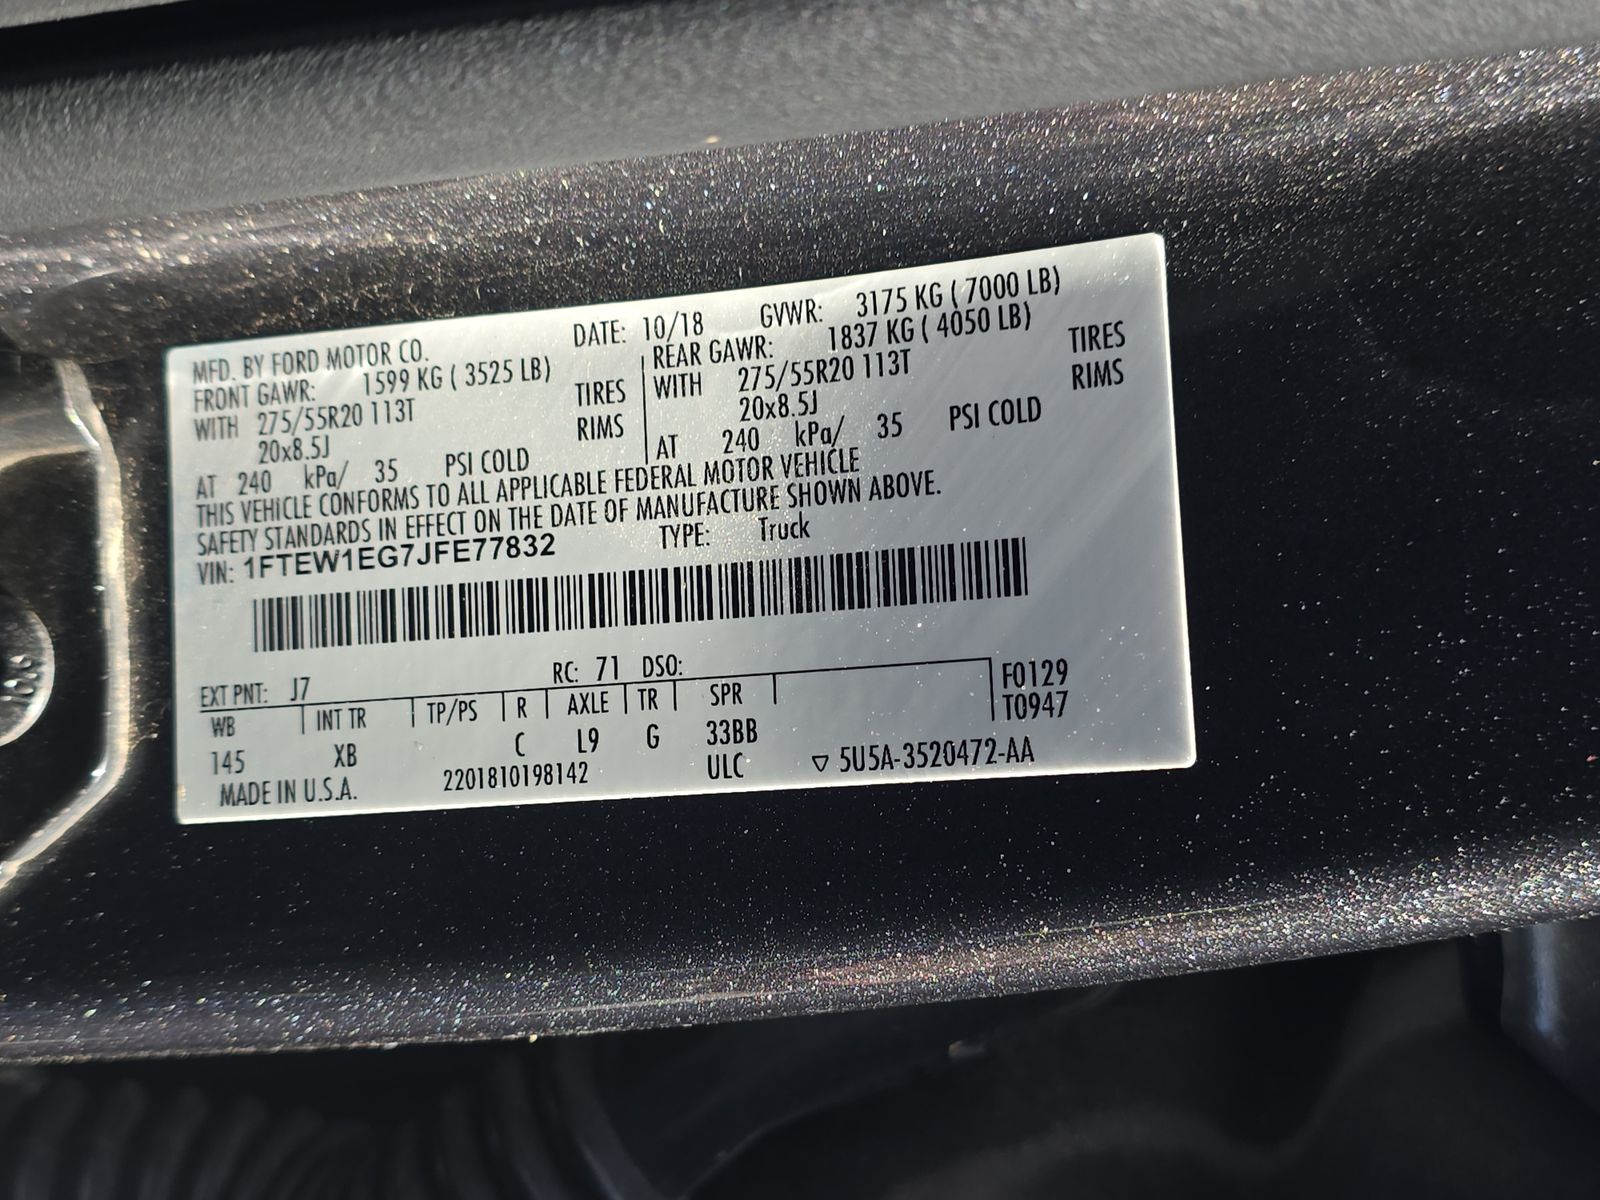 MFD. BY FORD MOTOR CO. DATE: 10/18 GVWR: 3175 KG ( 7000 LB)
FRONT GAWR: 1599 KG ( 3525 LB) REAR GAWR: 1837 KG ( 4050 LB)
WITH 275/55R20 113T TIRES WITH 275/55R20 113T TIRES
20x8.5J RIMS 20x8.5J RIMS
AT 240 kPa/ 35 PSI COLD AT 240 kPa/ 35 PSI COLD
THIS VEHICLE CONFORMS TO ALL APPLICABLE FEDERAL MOTOR VEHICLE
SAFETY STANDARDS IN EFFECT ON THE DATE OF MANUFACTURE SHOWN ABOVE.
VIN: 1FTEW1EG7JFE77832 TYPE: Truck
EXT PNT: J7 RC: 71 DSO: F0129
WB INT TR TP/PS R AXLE TR SPR T0947
145 XB C L9 G 33BB
MADE IN U.S.A. 2201810198142 ULC ▽ 5U5A-3520472-AA